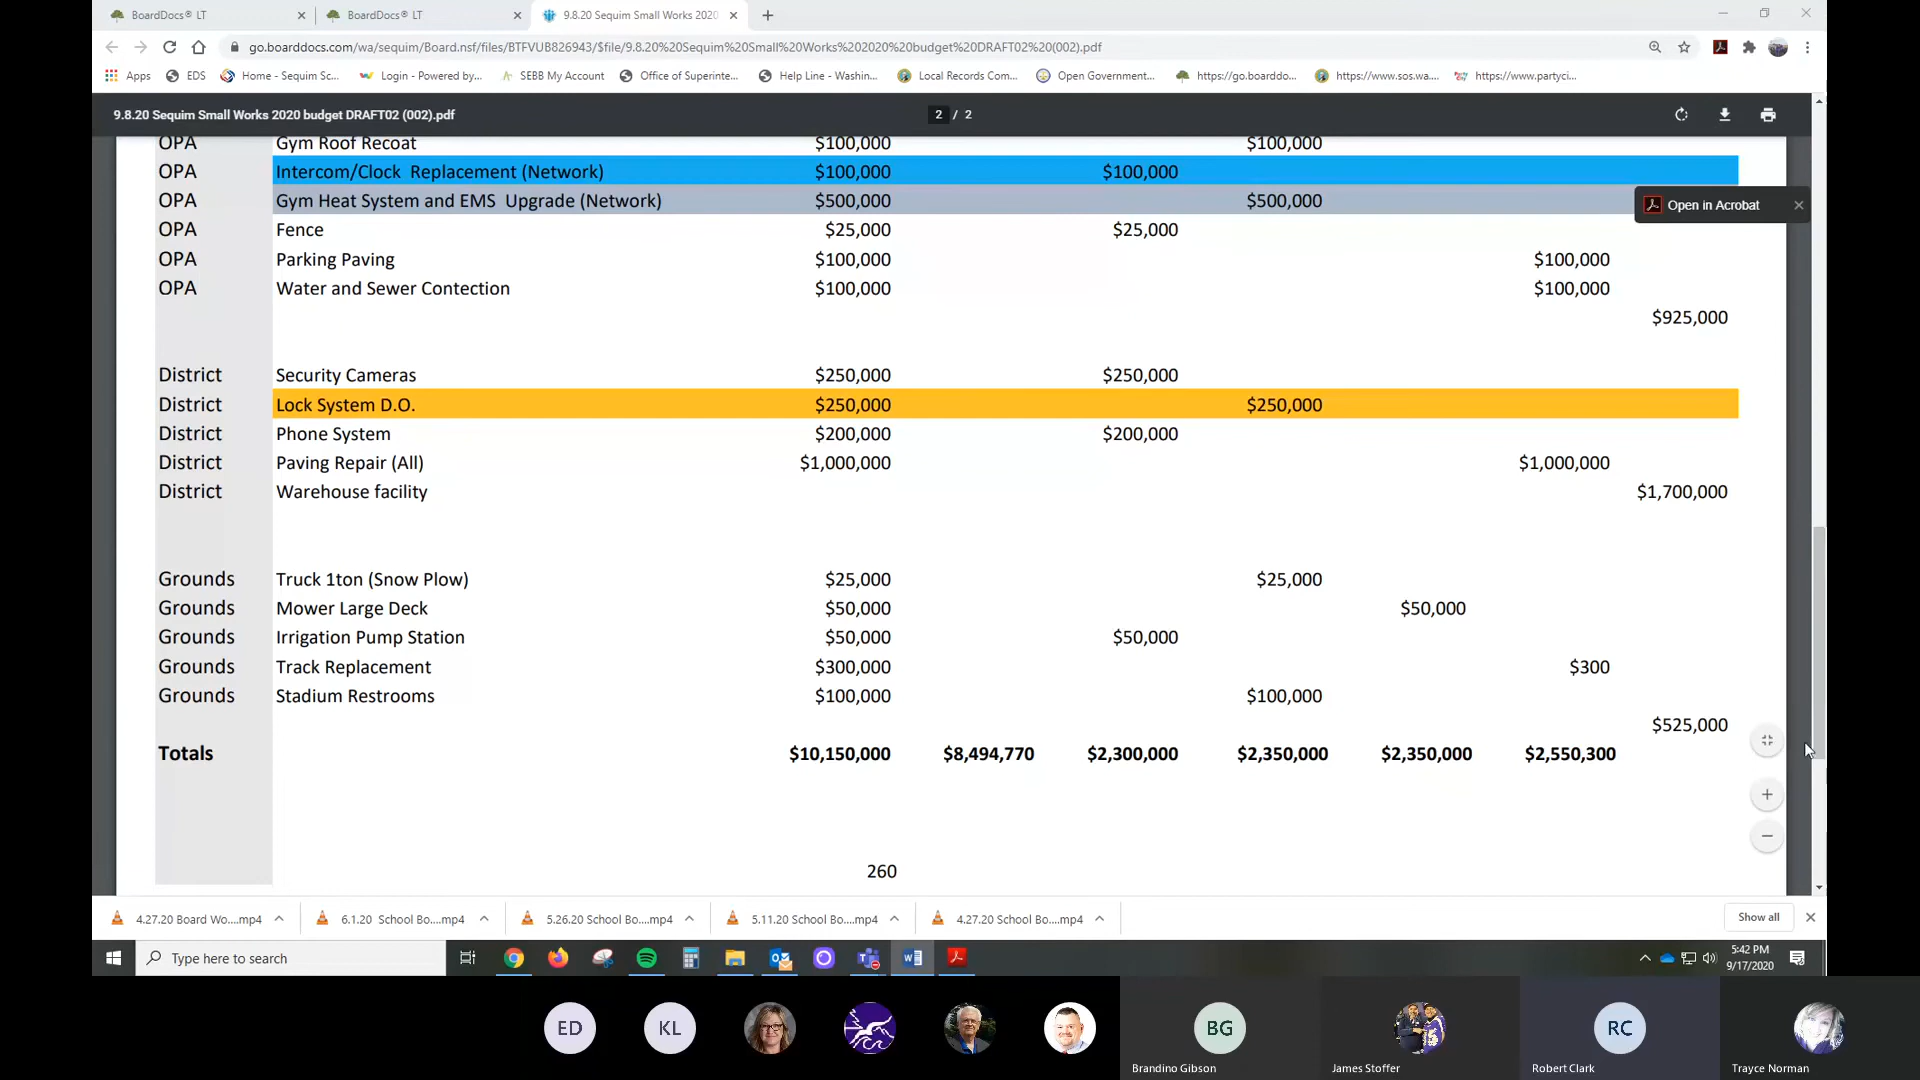 BoardDocs® LT
BoardDocs® LT
9.8.20 Sequim Small Works 2020
go.boarddocs.com/wa/sequim/Board.nsf/files/BTFVUB826943/$file/9.8.20%20Sequim%20Small%20Works%202020%20budget%20DRAFT02%20(002).pdf
Apps EDS Home - Sequim Sc... Login - Powered by... SEBB My Account Office of Superinte... Help Line - Washin... Local Records Com... Open Government... https://go.boarddo... https://www.sos.wa.... https://www.partyci...
9.8.20 Sequim Small Works 2020 budget DRAFT02 (002).pdf 2 / 2
OPA Gym Roof Recoat $100,000 $100,000
OPA Intercom/Clock Replacement (Network) $100,000 $100,000
OPA Gym Heat System and EMS Upgrade (Network) $500,000 $500,000
Open in Acrobat
OPA Fence $25,000 $25,000
OPA Parking Paving $100,000 $100,000
OPA Water and Sewer Contection $100,000 $100,000
$925,000
District Security Cameras $250,000 $250,000
District Lock System D.O. $250,000 $250,000
District Phone System $200,000 $200,000
District Paving Repair (All) $1,000,000 $1,000,000
District Warehouse facility $1,700,000
Grounds Truck 1ton (Snow Plow) $25,000 $25,000
Grounds Mower Large Deck $50,000 $50,000
Grounds Irrigation Pump Station $50,000 $50,000
Grounds Track Replacement $300,000 $300
Grounds Stadium Restrooms $100,000 $100,000
$525,000
Totals $10,150,000 $8,494,770 $2,300,000 $2,350,000 $2,350,000 $2,550,300
260
4.27.20 Board Wo....mp4 6.1.20 School Bo....mp4 5.26.20 School Bo....mp4 5.11.20 School Bo....mp4 4.27.20 School Bo....mp4 Show all
Type here to search
5:42 PM
9/17/2020
ED KL BG RC
Brandino Gibson James Stoffer Robert Clark Trayce Norman